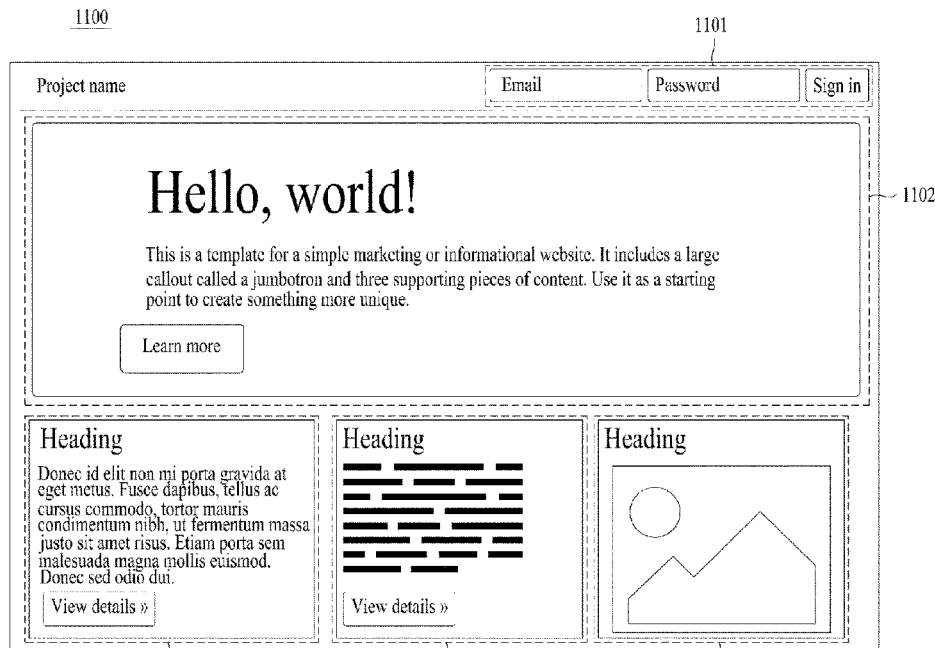 1100
1101
Project name
Email
Password
Sign in
Hello, world!
1102
This is a template for a simple marketing or informational website. It includes a large
callout called a jumbotron and three supporting pieces of content. Use it as a starting
point to create something more unique.
Learn more
Heading
Donec id elit non mi porta gravida at
eget metus. Fusce dapibus, tellus ac
cursus commodo, tortor mauris
condimentum nibh, ut fermentum massa
justo sit amet risus. Etiam porta sem
malesuada magna mollis euismod.
Donec sed odio dui.
View details »
Heading
View details »
Heading